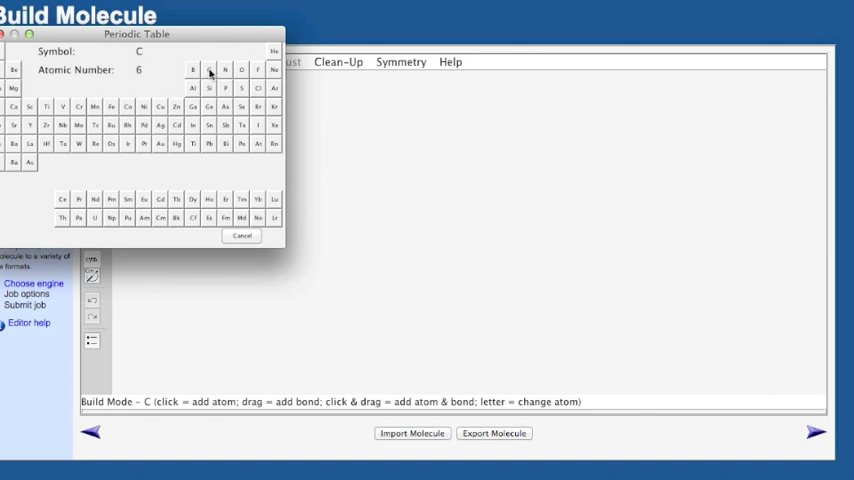 Build Molecule
Periodic Table
Symbol: C
He
Be
Atomic Number: 6
B C N O F Ne
Mg
Al Si P S Cl Ar
Ca Sc Ti V Cr Mn Fe Co Ni Cu Zn Ga Ge As Se Br Kr
Sr Y Zr Nb Mo Tc Ru Rh Pd Ag Cd In Sn Sb Te I Xe
Ba La Hf Ta W Re Os Ir Pt Au Hg Tl Pb Bi Po At Rn
Ra Ac
Ce Pr Nd Pm Sm Eu Gd Tb Dy Ho Er Tm Yb Lu
Th Pa U Np Pu Am Cm Bk Cf Es Fm Md No Lr
Cancel
Clean-Up Symmetry Help
olecule to a variety of
e formats.
Choose engine
Job options
Submit job
Editor help
Build Mode - C (click = add atom; drag = add bond; click & drag = add atom & bond; letter = change atom)
Import Molecule
Export Molecule